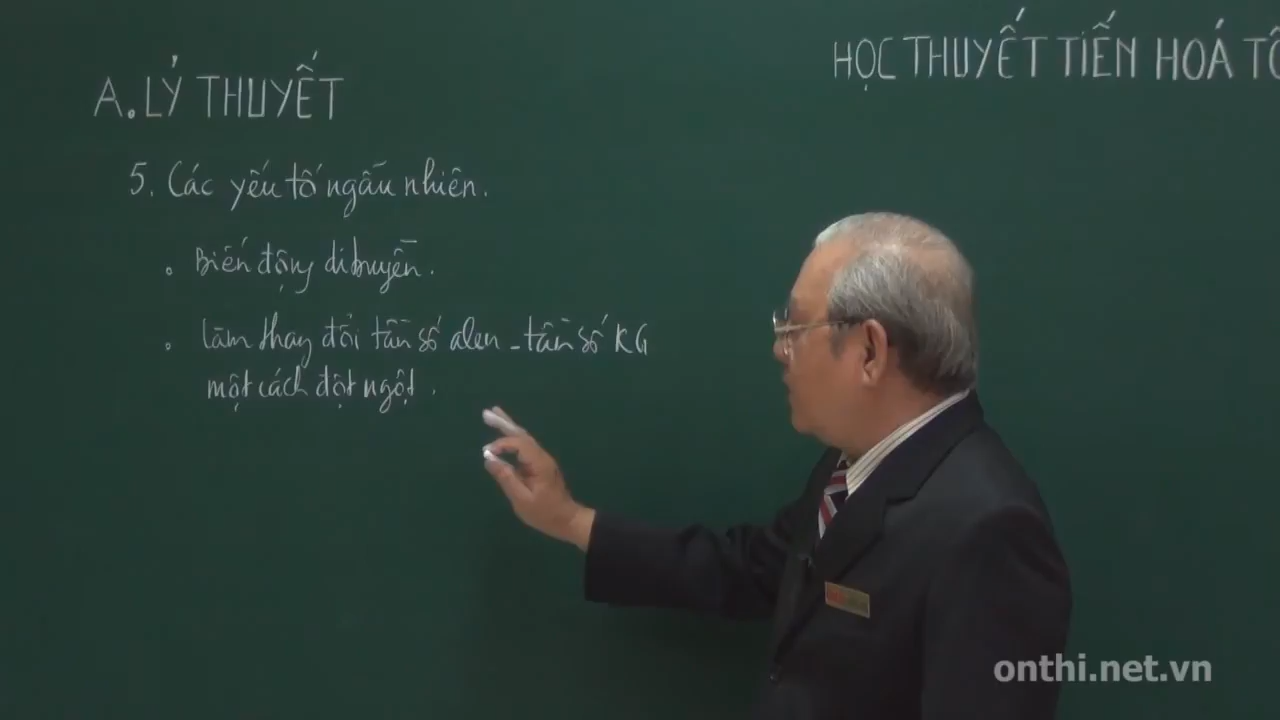 HỌC THUYẾT TIẾN HOÁ TÔ
A. LÝ THUYẾT
5. Các yếu tố ngẫu nhiên.
Biến động di truyền.
Làm thay đổi tần số alen - tần số KG
một cách đột ngột.
onthi.net.vn